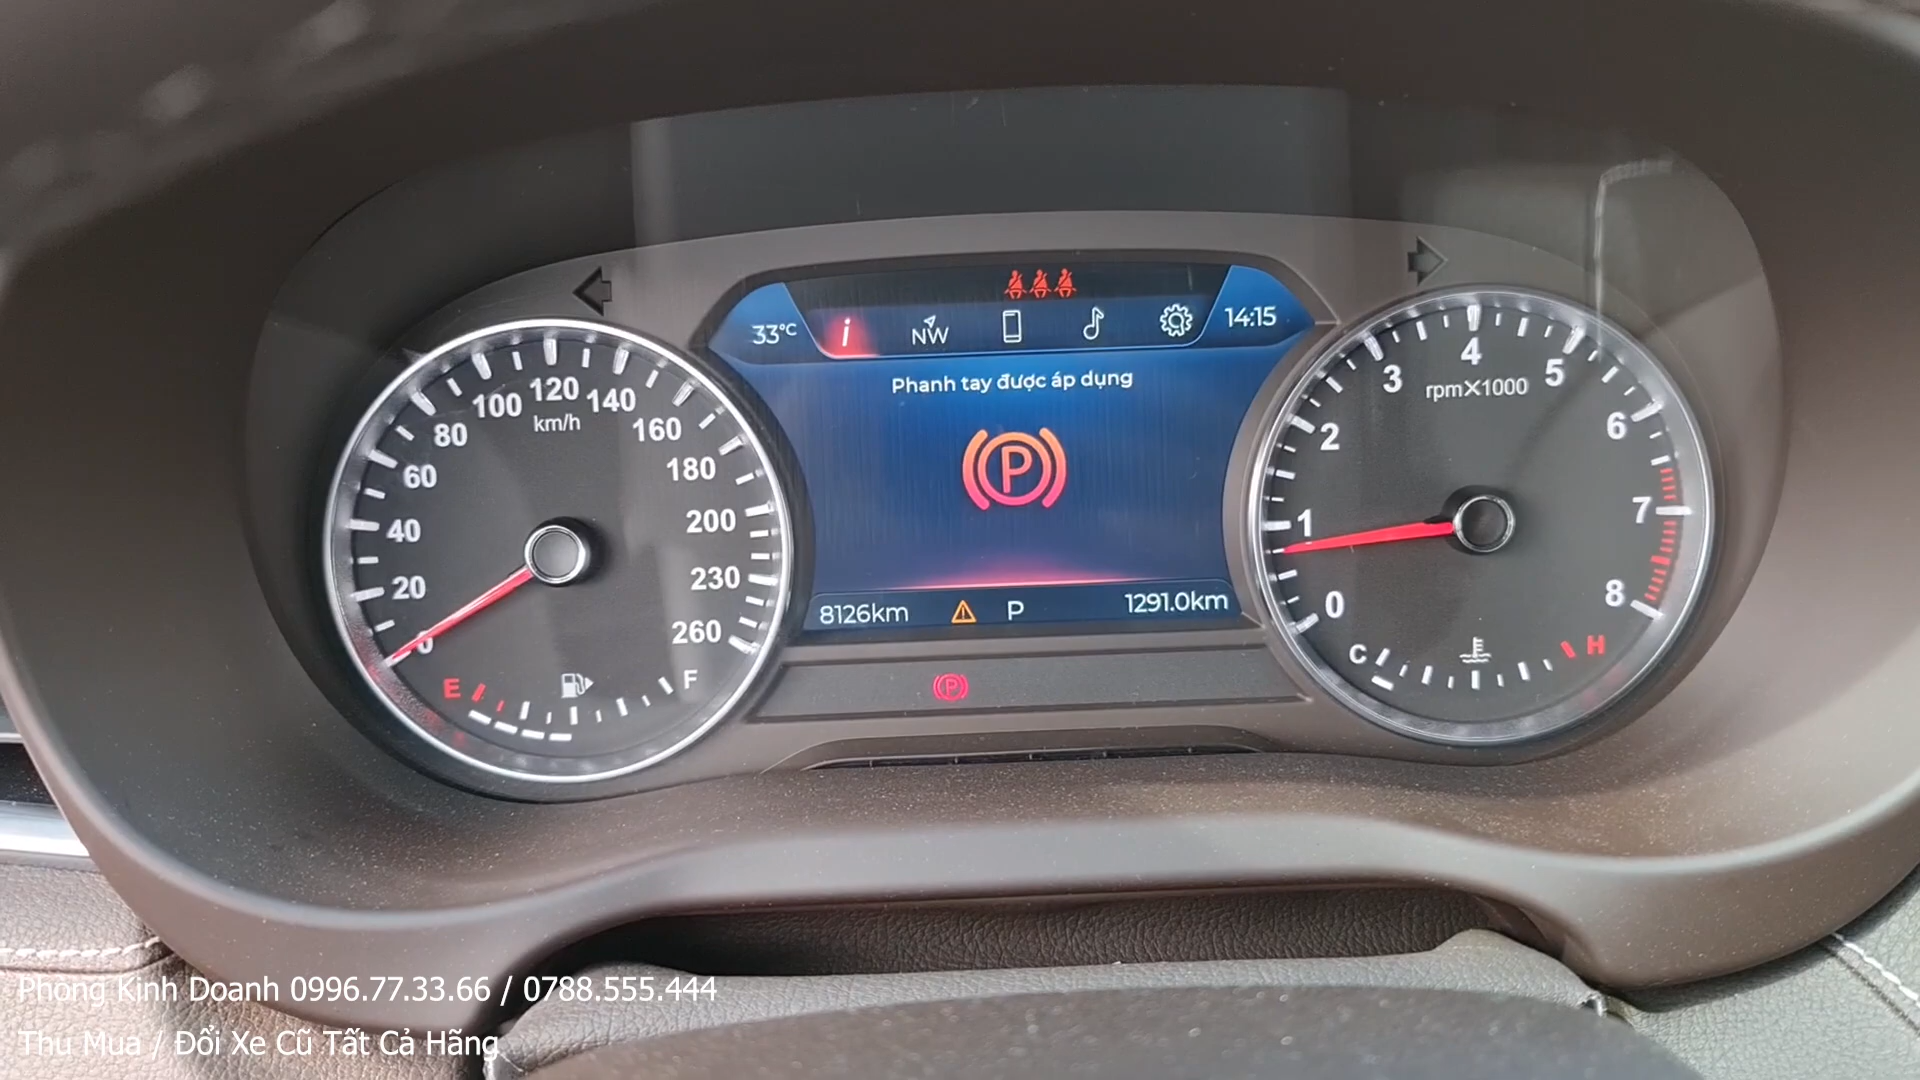 33°C
i
NW
14:15
Phanh tay được áp dụng
P
8126km
P
1291.0km
P
0
20
40
60
80
100
120
140
160
180
200
230
260
km/h
E
F
0
1
2
3
4
5
6
7
8
rpmX1000
C
H
Phòng Kinh Doanh 0996.77.33.66 / 0788.555.444
Thu Mua / Đổi Xe Cũ Tất Cả Hãng